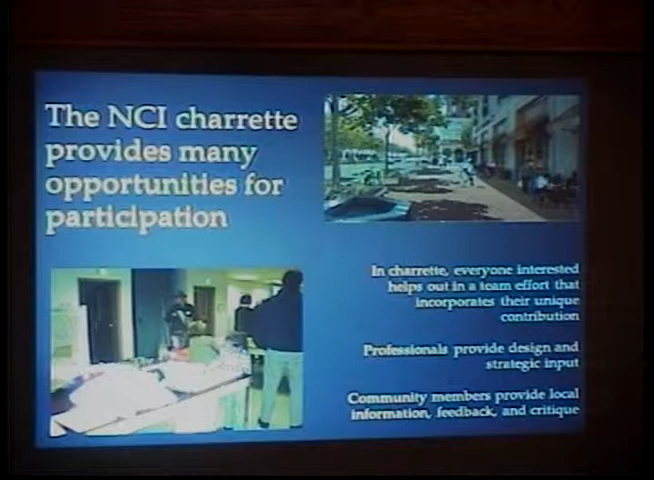 The NCI charrette
provides many
opportunities for
participation
In charrette, everyone interested
helps out in a team effort that
incorporates their unique
contribution
Professionals provide design and
strategic input
Community members provide local
information, feedback, and critique